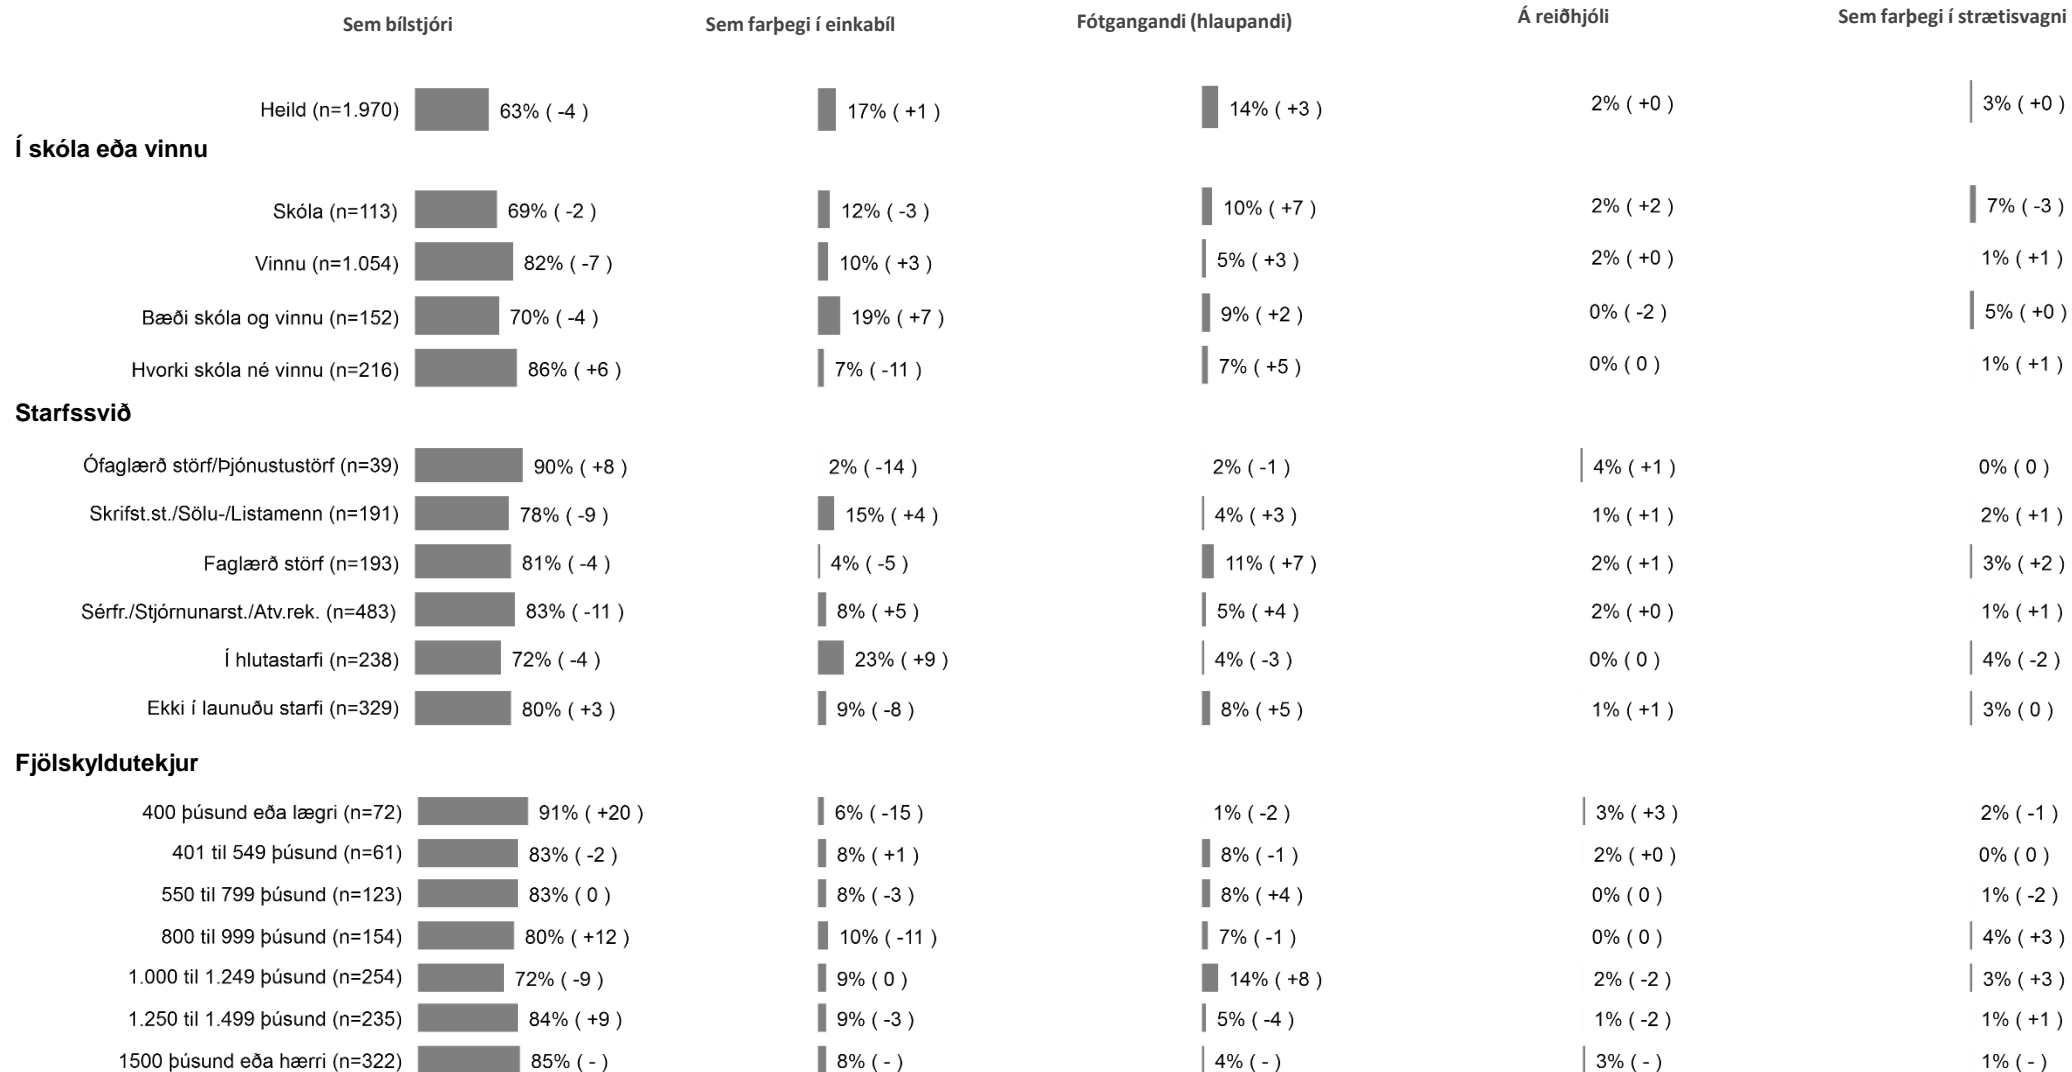 Sem bílstjóri Sem farþegi í einkabíl Fótgangandi (hlaupandi) Á reiðhjóli Sem farþegi í strætisvagni
Heild (n=1.970) 63% ( -4 ) 17% ( +1 ) 14% ( +3 ) 2% ( +0 ) 3% ( +0 )
Í skóla eða vinnu
Skóla (n=113) 69% ( -2 ) 12% ( -3 ) 10% ( +7 ) 2% ( +2 ) 7% ( -3 )
Vinnu (n=1.054) 82% ( -7 ) 10% ( +3 ) 5% ( +3 ) 2% ( +0 ) 1% ( +1 )
Bæði skóla og vinnu (n=152) 70% ( -4 ) 19% ( +7 ) 9% ( +2 ) 0% ( -2 ) 5% ( +0 )
Hvorki skóla né vinnu (n=216) 86% ( +6 ) 7% ( -11 ) 7% ( +5 ) 0% ( 0 ) 1% ( +1 )
Starfssvið
Ófaglærð störf/Þjónustustörf (n=39) 90% ( +8 ) 2% ( -14 ) 2% ( -1 ) 4% ( +1 ) 0% ( 0 )
Skrifst.st./Sölu-/Listamenn (n=191) 78% ( -9 ) 15% ( +4 ) 4% ( +3 ) 1% ( +1 ) 2% ( +1 )
Faglærð störf (n=193) 81% ( -4 ) 4% ( -5 ) 11% ( +7 ) 2% ( +1 ) 3% ( +2 )
Sérfr./Stjórnunarst./Atv.rek. (n=483) 83% ( -11 ) 8% ( +5 ) 5% ( +4 ) 2% ( +0 ) 1% ( +1 )
Í hlutastarfi (n=238) 72% ( -4 ) 23% ( +9 ) 4% ( -3 ) 0% ( 0 ) 4% ( -2 )
Ekki í launuðu starfi (n=329) 80% ( +3 ) 9% ( -8 ) 8% ( +5 ) 1% ( +1 ) 3% ( 0 )
Fjölskyldutekjur
400 þúsund eða lægri (n=72) 91% ( +20 ) 6% ( -15 ) 1% ( -2 ) 3% ( +3 ) 2% ( -1 )
401 til 549 þúsund (n=61) 83% ( -2 ) 8% ( +1 ) 8% ( -1 ) 2% ( +0 ) 0% ( 0 )
550 til 799 þúsund (n=123) 83% ( 0 ) 8% ( -3 ) 8% ( +4 ) 0% ( 0 ) 1% ( -2 )
800 til 999 þúsund (n=154) 80% ( +12 ) 10% ( -11 ) 7% ( -1 ) 0% ( 0 ) 4% ( +3 )
1.000 til 1.249 þúsund (n=254) 72% ( -9 ) 9% ( 0 ) 14% ( +8 ) 2% ( -2 ) 3% ( +3 )
1.250 til 1.499 þúsund (n=235) 84% ( +9 ) 9% ( -3 ) 5% ( -4 ) 1% ( -2 ) 1% ( +1 )
1500 þúsund eða hærri (n=322) 85% ( - ) 8% ( - ) 4% ( - ) 3% ( - ) 1% ( - )